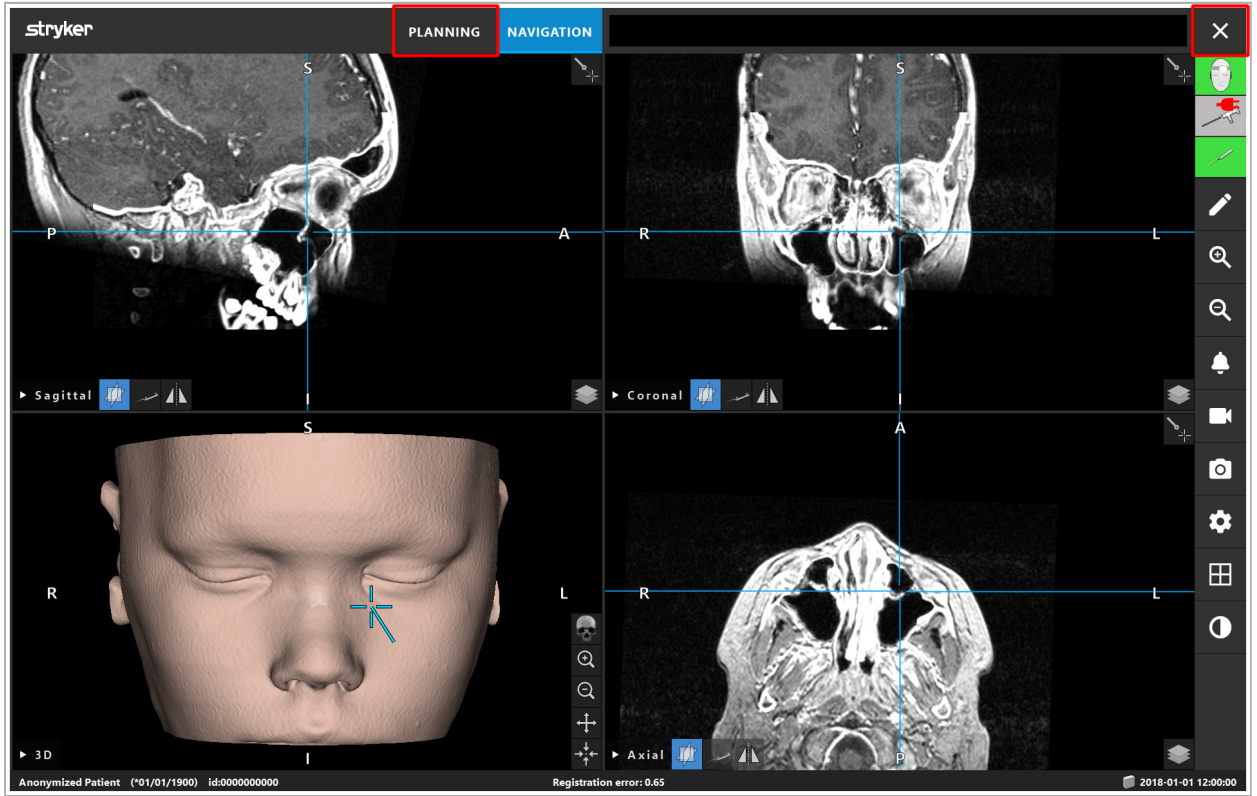 stryker
PLANNING
NAVIGATION
S
P
A
I
Sagittal
S
R
L
I
Coronal
S
R
L
I
3D
A
R
L
P
Axial
Anonymized Patient (*01/01/1900) id:0000000000
Registration error: 0.65
2018-01-01 12:00:00